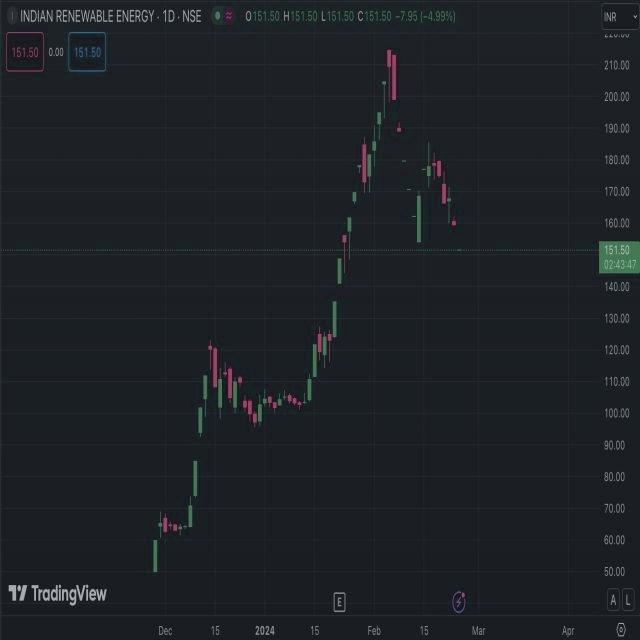 INDIAN RENEWABLE ENERGY · 1D · NSE
O151.50 H151.50 L151.50 C151.50 −7.95 (−4.99%)
INR
151.50 0.00 151.50
220.00
210.00
200.00
190.00
180.00
170.00
160.00
151.50
02:43:47
140.00
130.00
120.00
110.00
100.00
90.00
80.00
70.00
60.00
50.00
TradingView
E
A L
Dec 15 2024 15 Feb 15 Mar Apr